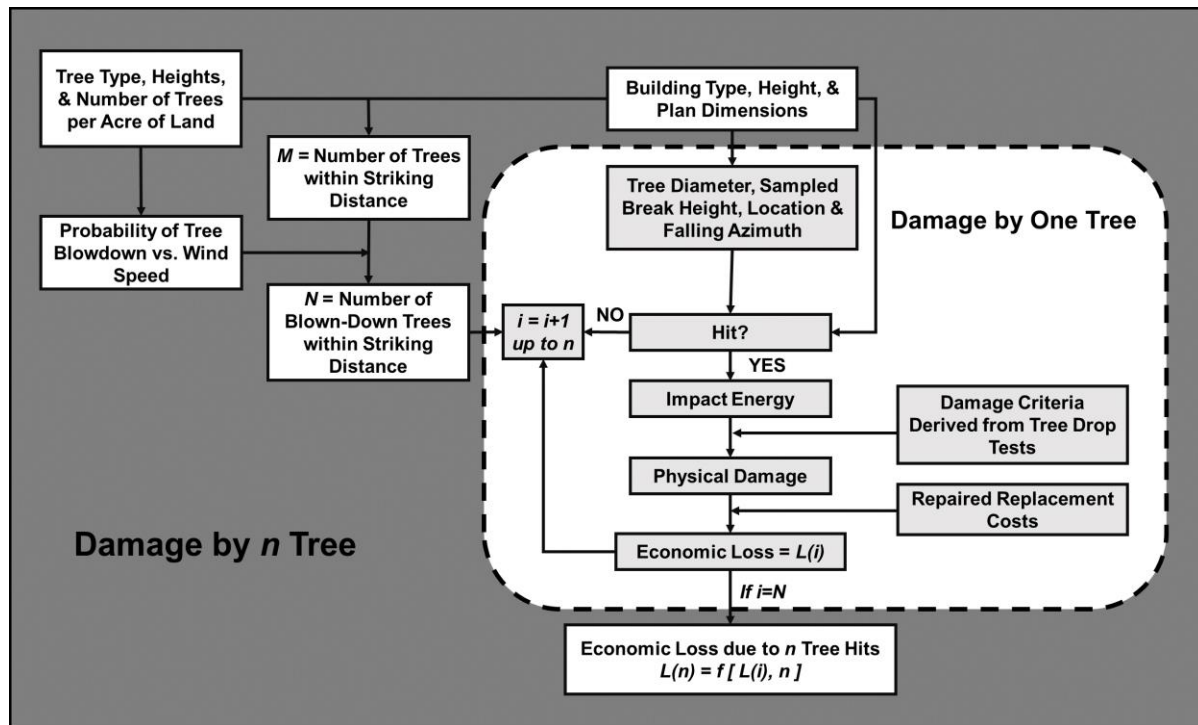 Tree Type, Heights,
& Number of Trees
per Acre of Land
Building Type, Height, &
Plan Dimensions
M = Number of Trees
within Striking
Distance
Tree Diameter, Sampled
Break Height, Location &
Falling Azimuth
Damage by One Tree
Probability of Tree
Blowdown vs. Wind
Speed
N = Number of
Blown-Down Trees
within Striking
Distance
i = i+1
up to n
NO
Hit?
YES
Impact Energy
Damage Criteria
Derived from Tree Drop
Tests
Physical Damage
Repaired Replacement
Costs
Damage by n Tree
Economic Loss = L(i)
If i=N
Economic Loss due to n Tree Hits
L(n) = f [ L(i), n ]